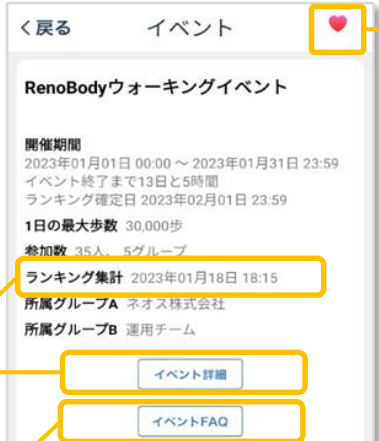 く戻る イベント
RenoBodyウォーキングイベント
開催期間
2023年01月01日 00:00 ～ 2023年01月31日 23:59
イベント終了まで13日と5時間
ランキング確定日 2023年02月01日 23:59
1日の最大歩数 30,000歩
参加数 35人、 5グループ
ランキング集計 2023年01月18日 18:15
所属グループA ネオス株式会社
所属グループB 運用チーム
イベント詳細
イベントFAQ